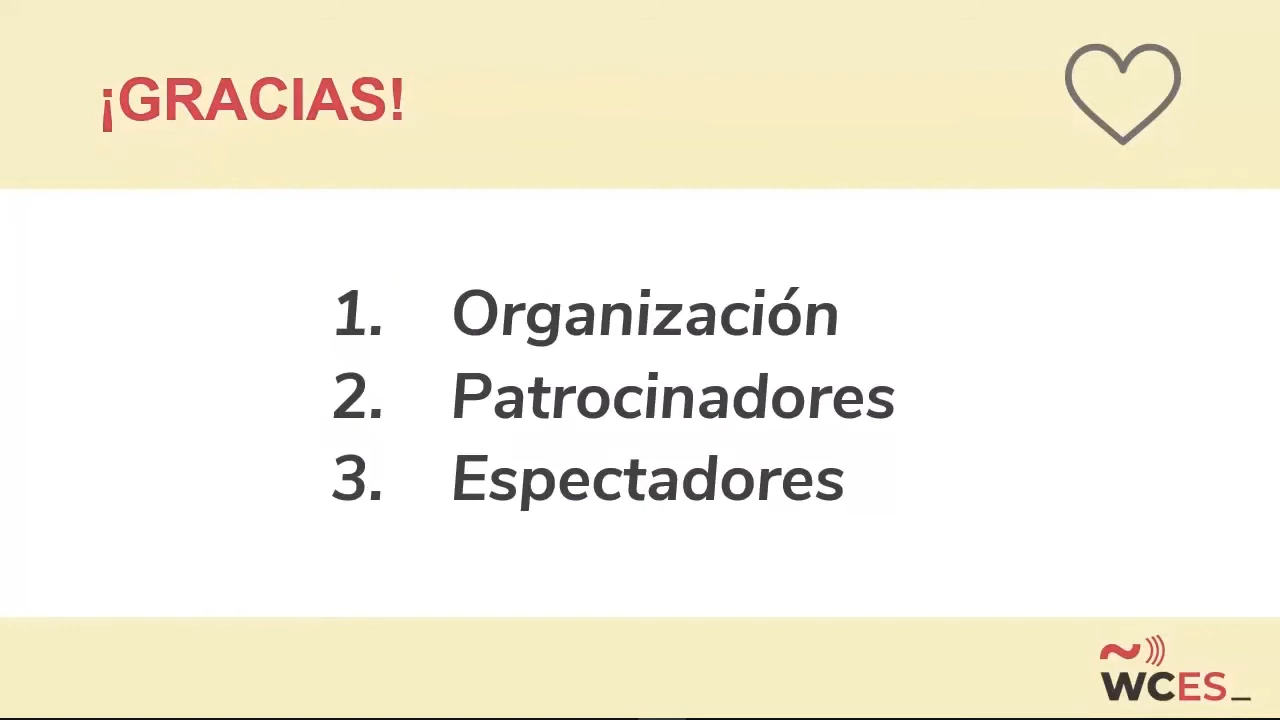 ¡GRACIAS!
1. Organización
2. Patrocinadores
3. Espectadores
WCES_